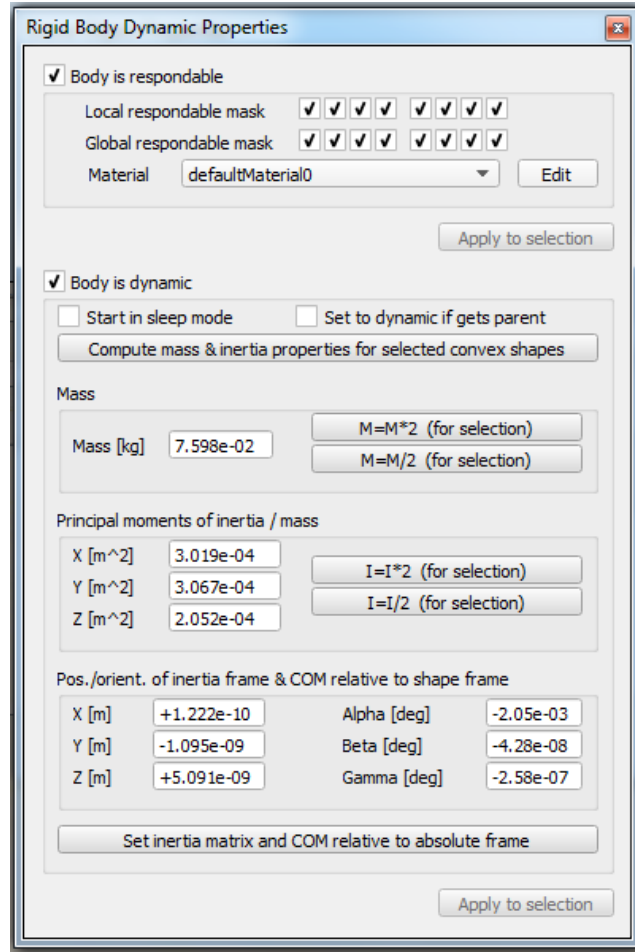 Rigid Body Dynamic Properties
Body is respondable
Local respondable mask
Global respondable mask
Material defaultMaterial0 Edit
Apply to selection
Body is dynamic
Start in sleep mode Set to dynamic if gets parent
Compute mass & inertia properties for selected convex shapes
Mass
Mass [kg] 7.598e-02
M=M*2 (for selection)
M=M/2 (for selection)
Principal moments of inertia / mass
X [m^2] 3.019e-04
Y [m^2] 3.067e-04
Z [m^2] 2.052e-04
I=I*2 (for selection)
I=I/2 (for selection)
Pos./orient. of inertia frame & COM relative to shape frame
X [m] +1.222e-10 Alpha [deg] -2.05e-03
Y [m] -1.095e-09 Beta [deg] -4.28e-08
Z [m] +5.091e-09 Gamma [deg] -2.58e-07
Set inertia matrix and COM relative to absolute frame
Apply to selection